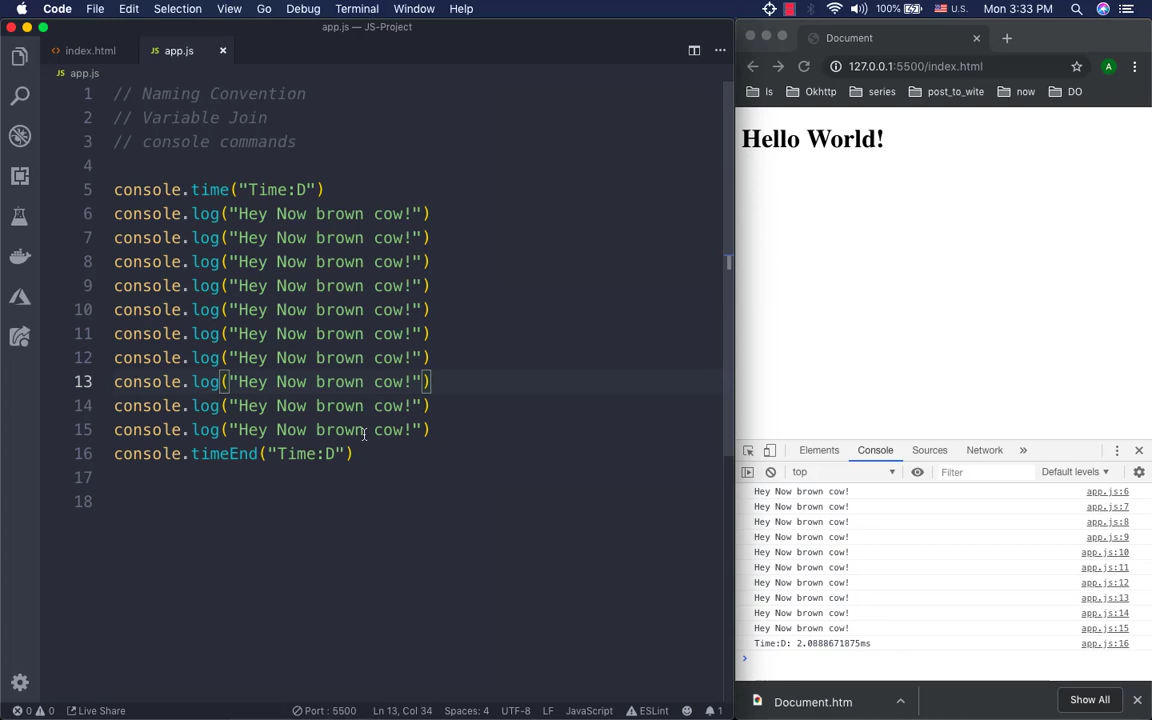 Code File Edit Selection View Go Debug Terminal Window Help 100% U.S. Mon 3:33 PM
app.js — JS-Project
index.html
app.js
app.js
1 // Naming Convention
2 // Variable Join
3 // console commands
4
5 console.time("Time:D")
6 console.log("Hey Now brown cow!")
7 console.log("Hey Now brown cow!")
8 console.log("Hey Now brown cow!")
9 console.log("Hey Now brown cow!")
10 console.log("Hey Now brown cow!")
11 console.log("Hey Now brown cow!")
12 console.log("Hey Now brown cow!")
13 console.log("Hey Now brown cow!")
14 console.log("Hey Now brown cow!")
15 console.log("Hey Now brown cow!")
16 console.timeEnd("Time:D")
17
18
0 0 Live Share Port : 5500 Ln 13, Col 34 Spaces: 4 UTF-8 LF JavaScript ESLint 1
Document
127.0.0.1:5500/index.html A
ls Okhttp series post_to_wite now DO
Hello World!
Elements Console Sources Network
top Filter Default levels
Hey Now brown cow! app.js:6
Hey Now brown cow! app.js:7
Hey Now brown cow! app.js:8
Hey Now brown cow! app.js:9
Hey Now brown cow! app.js:10
Hey Now brown cow! app.js:11
Hey Now brown cow! app.js:12
Hey Now brown cow! app.js:13
Hey Now brown cow! app.js:14
Hey Now brown cow! app.js:15
Time:D: 2.0888671875ms app.js:16
Document.htm Show All